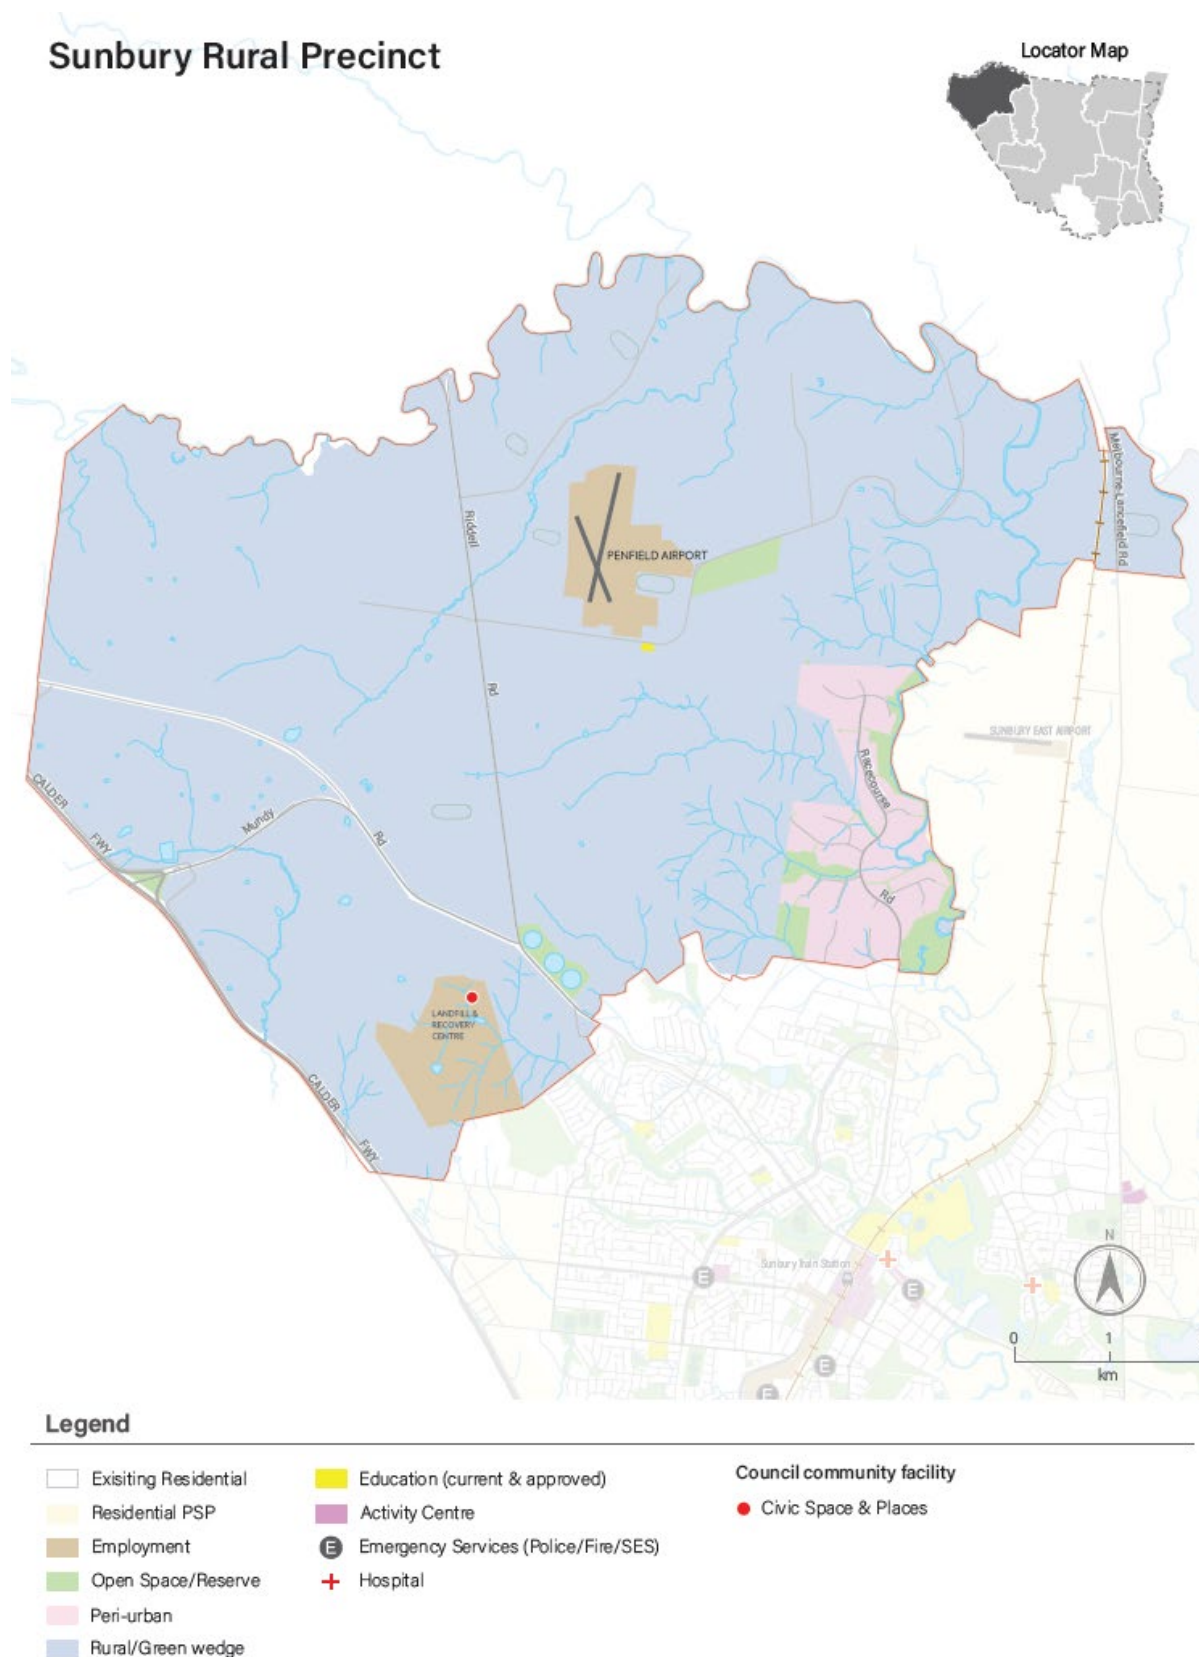 Sunbury Rural Precinct
Locator Map
Melbourne-Lancefield Rd
Riddell
PENFIELD AIRPORT
Rd
SUNBURY EAST AIRPORT
Racecourse
CALDER
Mundy
Rd
FWY
Rd
LANDFILL &
RECOVERY
CENTRE
CALDER
FWY
N
Sunbury Train Station
E
E
E
E
0
1
km
Legend
Exisiting Residential
Residential PSP
Employment
Open Space/Reserve
Peri-urban
Rural/Green wedge
Education (current & approved)
Activity Centre
E
Emergency Services (Police/Fire/SES)
Hospital
Council community facility
Civic Space & Places